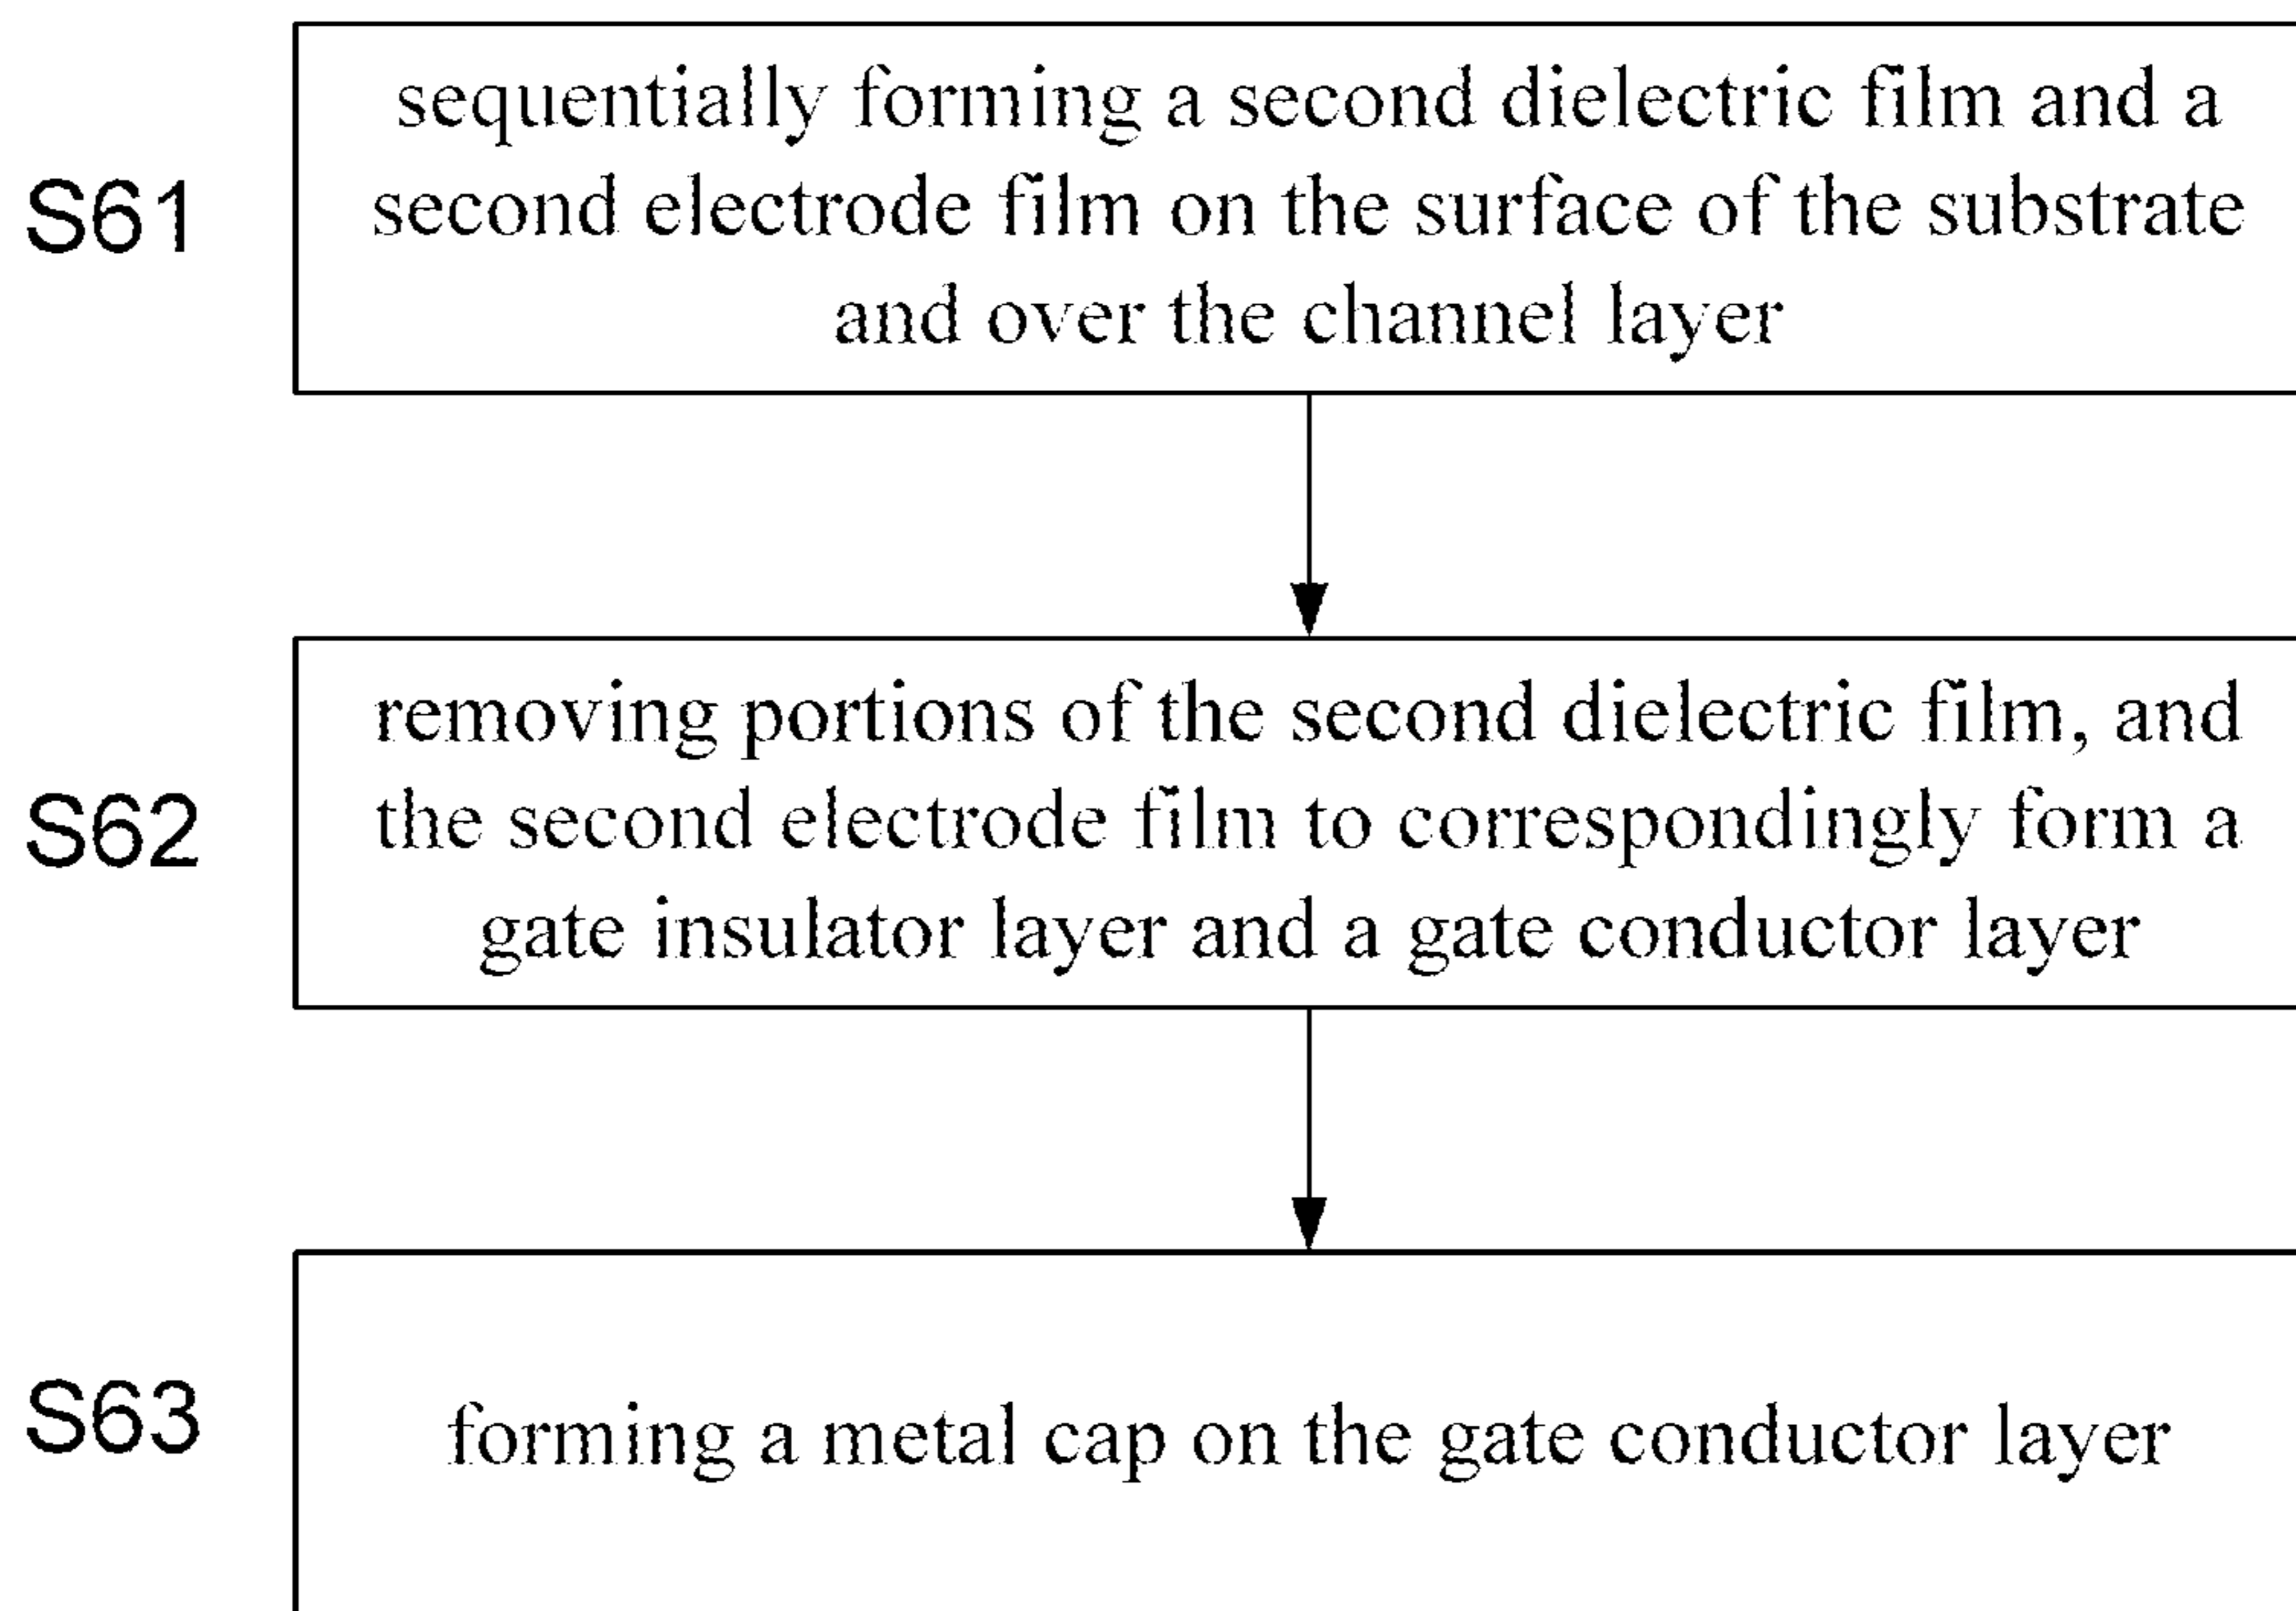 S61
sequentially forming a second dielectric film and a
second electrode film on the surface of the substrate
and over the channel layer
S62
removing portions of the second dielectric film, and
the second electrode film to correspondingly form a
gate insulator layer and a gate conductor layer
S63
forming a metal cap on the gate conductor layer